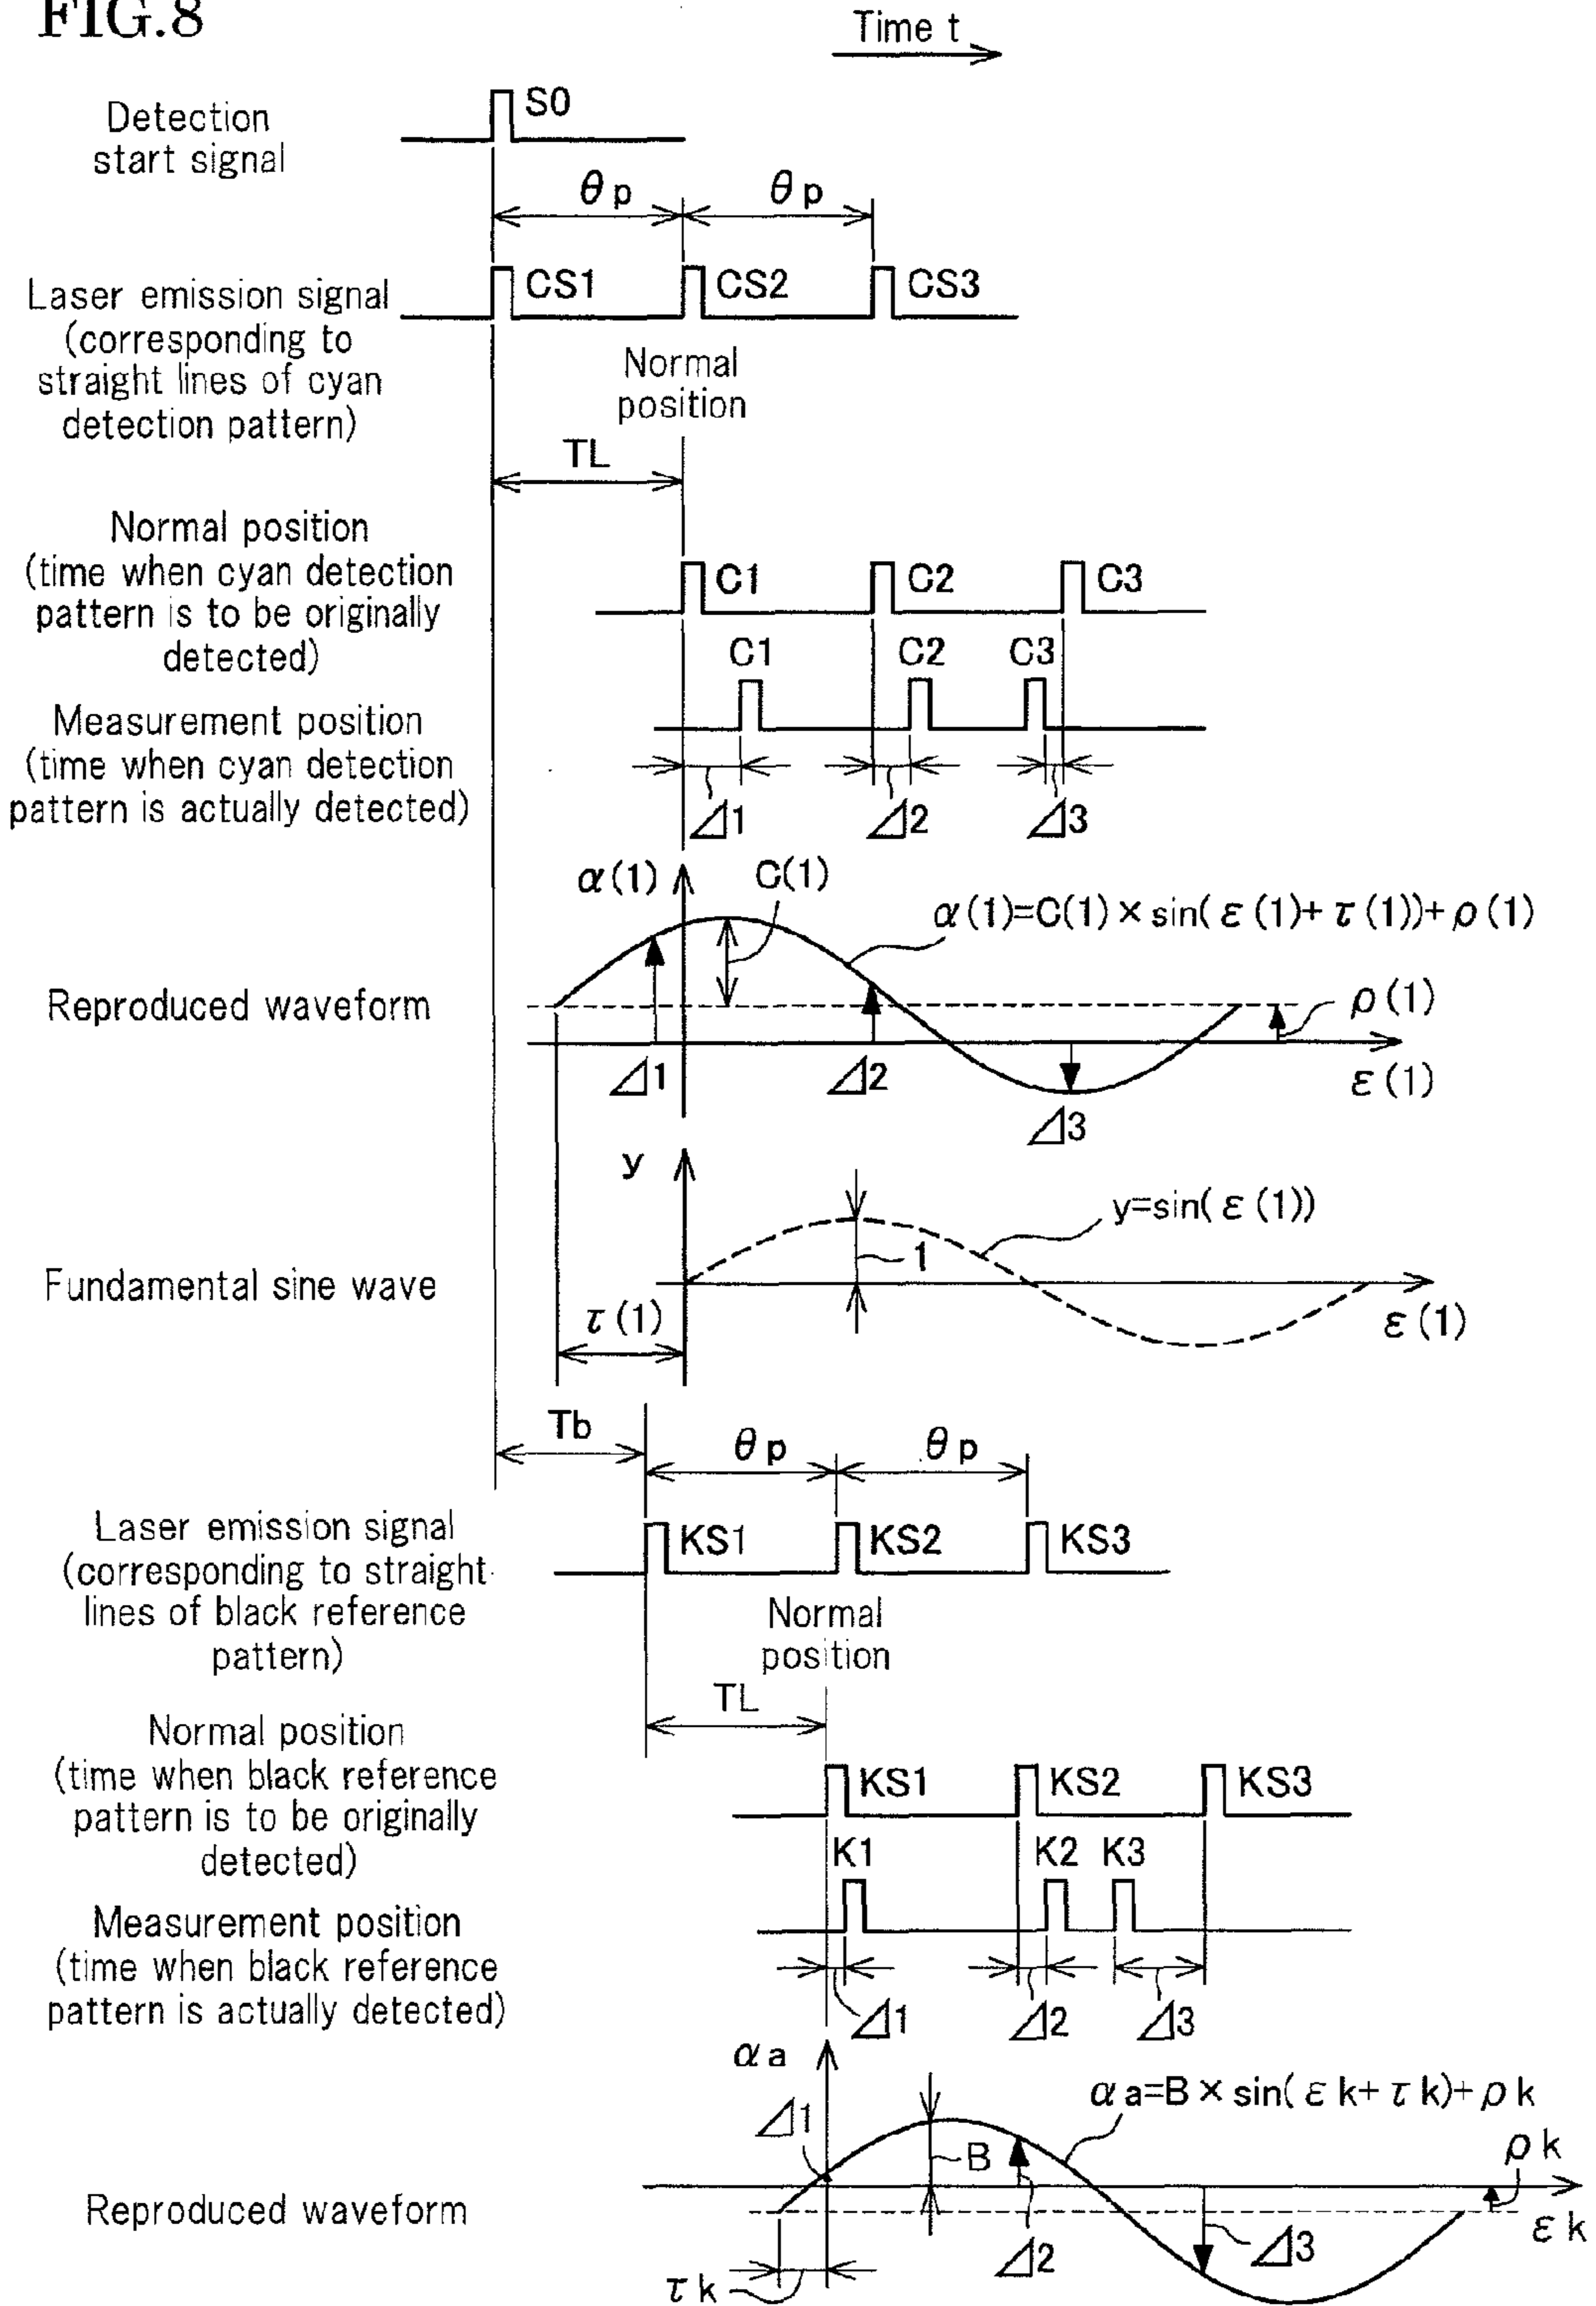 FIG.8
Time t
Detection
start signal
S0
θp
θp
Laser emission signal
(corresponding to
straight lines of cyan
detection pattern)
CS1
CS2
CS3
Normal
position
TL
Normal position
(time when cyan detection
pattern is to be originally
detected)
C1
C2
C3
C1
C2
C3
Measurement position
(time when cyan detection
pattern is actually detected)
⊿1
⊿2
⊿3
α(1)
C(1)
α(1)=C(1)×sin(ε(1)+τ(1))+ρ(1)
Reproduced waveform
ρ(1)
⊿1
⊿2
⊿3
ε(1)
y
y=sin(ε(1))
1
Fundamental sine wave
τ(1)
ε(1)
Tb
θp
θp
Laser emission signal
(corresponding to straight
lines of black reference
pattern)
KS1
KS2
KS3
Normal
position
TL
Normal position
(time when black reference
pattern is to be originally
detected)
KS1
KS2
KS3
K1
K2
K3
Measurement position
(time when black reference
pattern is actually detected)
⊿1
⊿2
⊿3
αa
αa=B×sin(εk+τk)+ρk
⊿1
B
ρk
Reproduced waveform
⊿2
⊿3
εk
τk